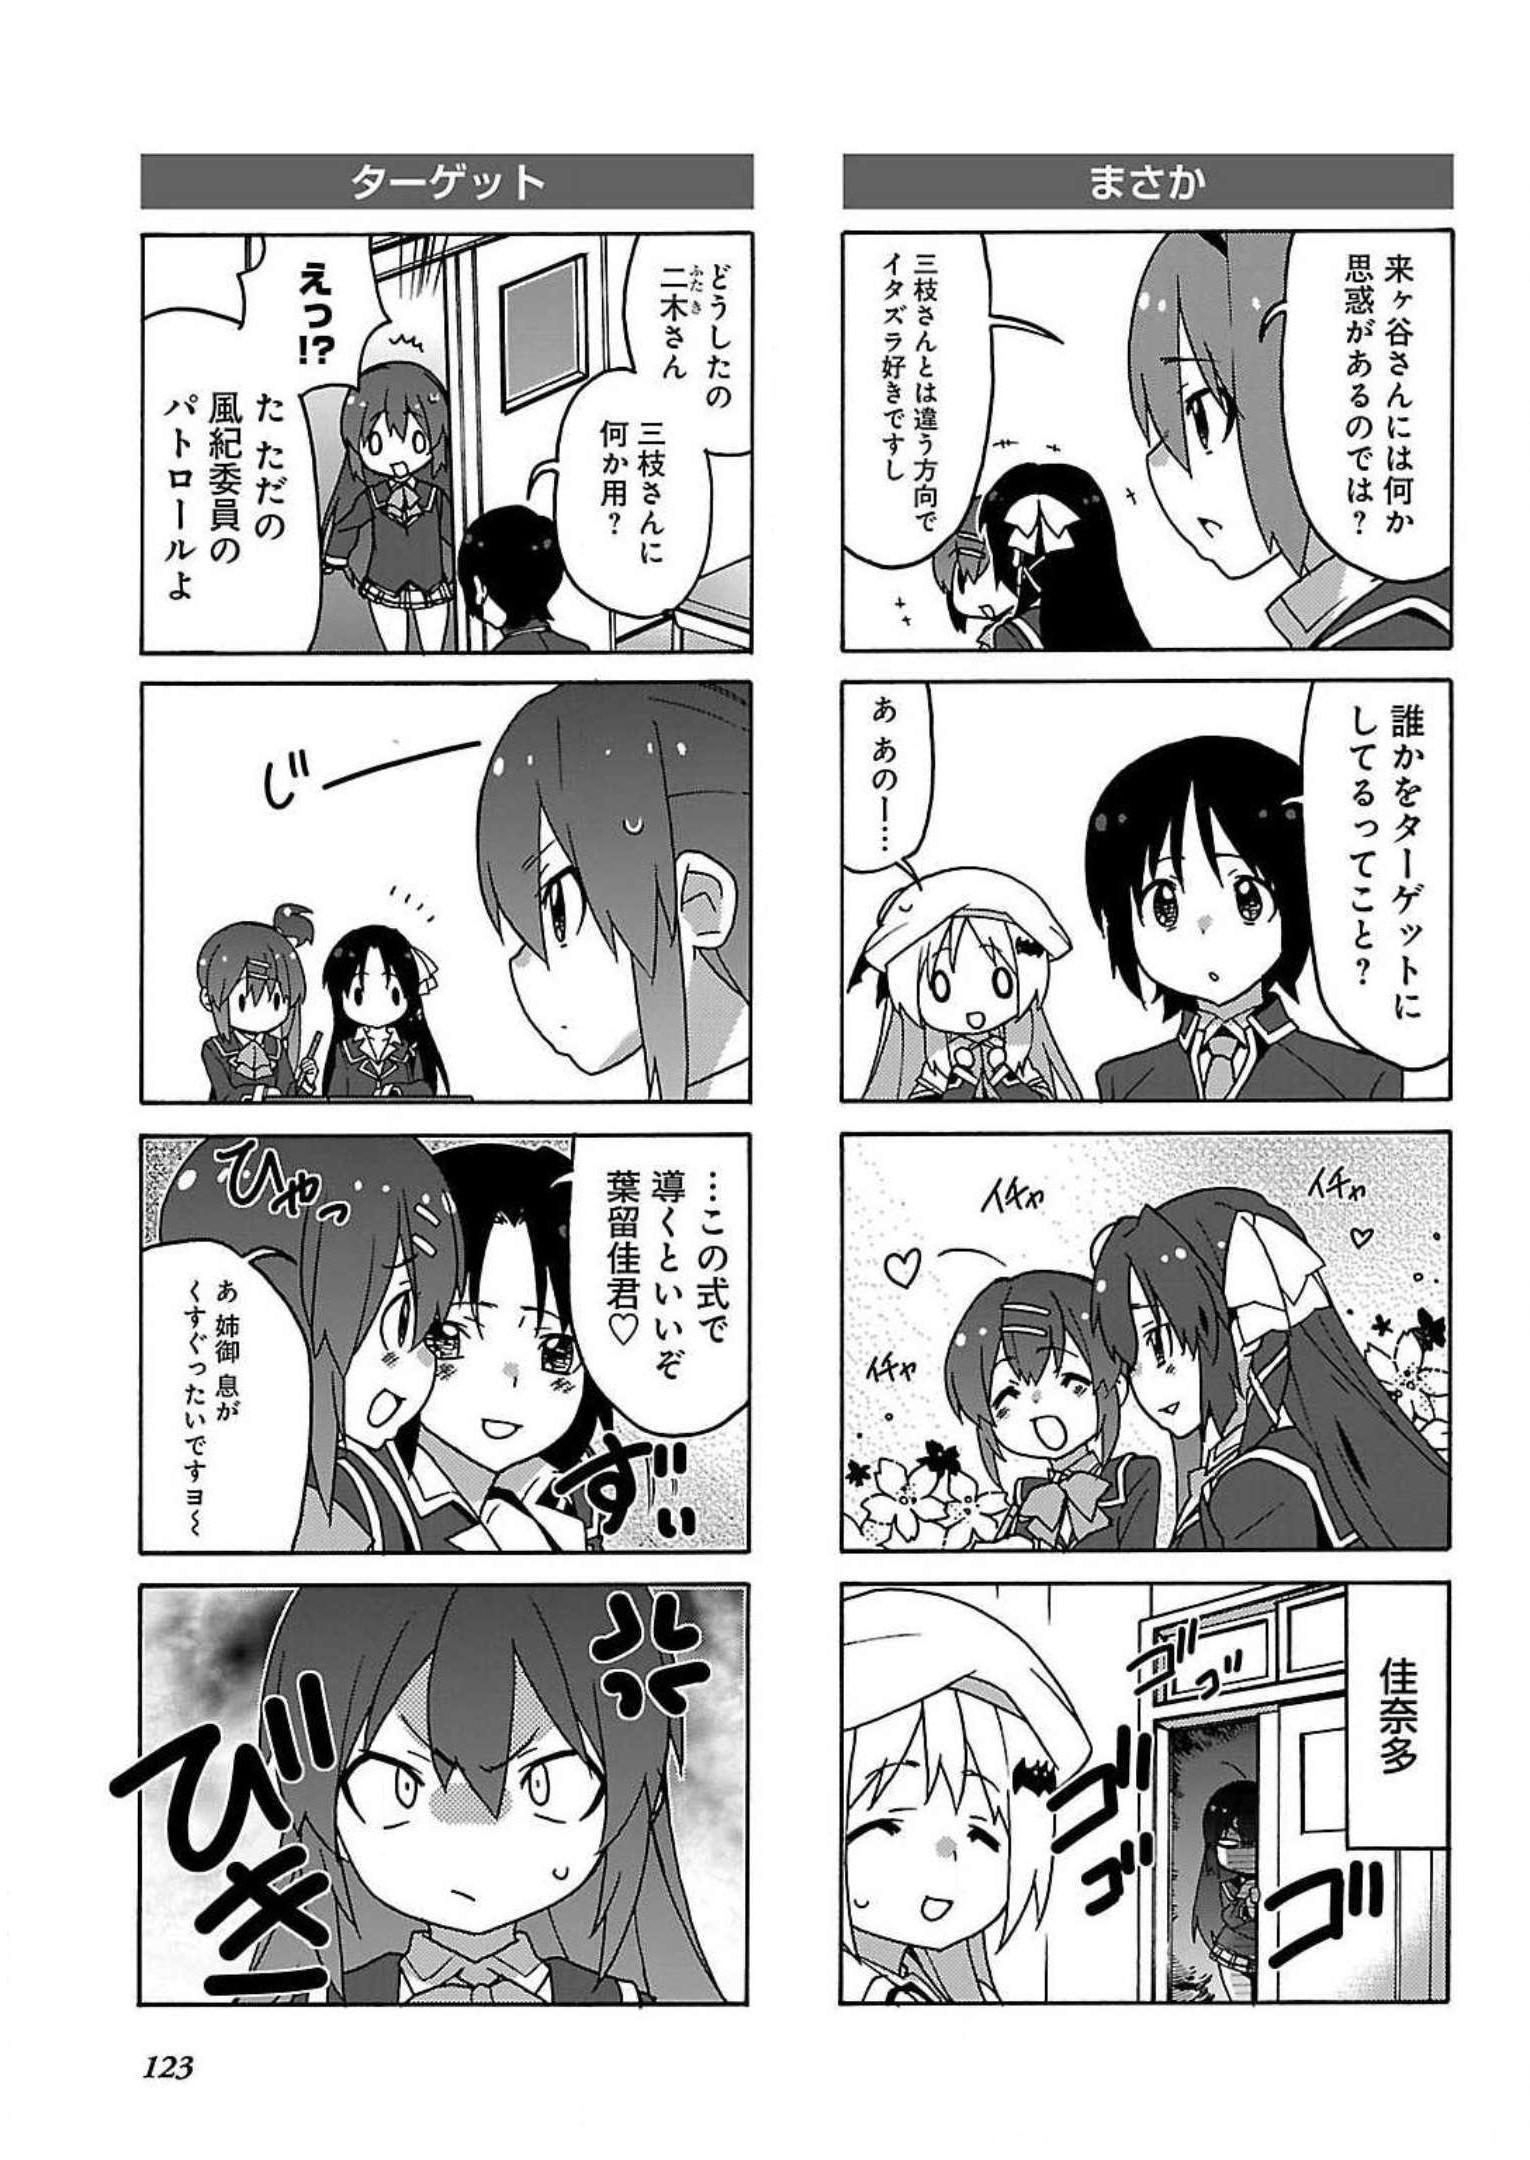 まさか
来ヶ谷さんには何か
思惑があるのでは?
三枝さんとは違う方向で
イタズラ好きですし
誰かをターゲットに
してるってこと?
あ あのー…
イチャ
イチャ
イチャ
佳奈多
ゴゴ
ゴゴ
ゴ
ターゲット
どうしたの
二木さん
ふたき
三枝さんに
何か用?
えっ!?
た ただの
風紀委員の
パトロールよ
じー
…この式で
導くといいぞ
葉留佳君♡
ずいっ
ひゃっ
あ 姉御 息が
くすぐったいですヨ〜
びきー
123